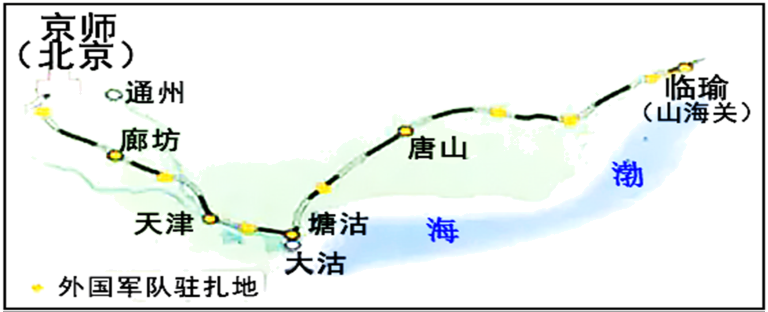 京师
（北京）
通州
廊坊
天津
塘沽
大沽
唐山
临瑜
（山海关）
渤
海
外国军队驻扎地